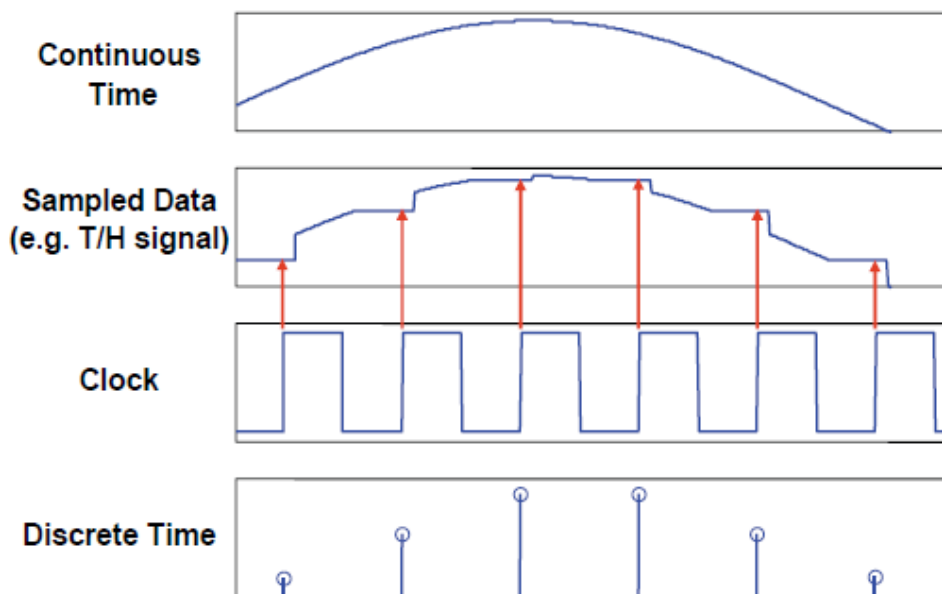 Continuous
Time
Sampled Data
(e.g. T/H signal)
Clock
Discrete Time